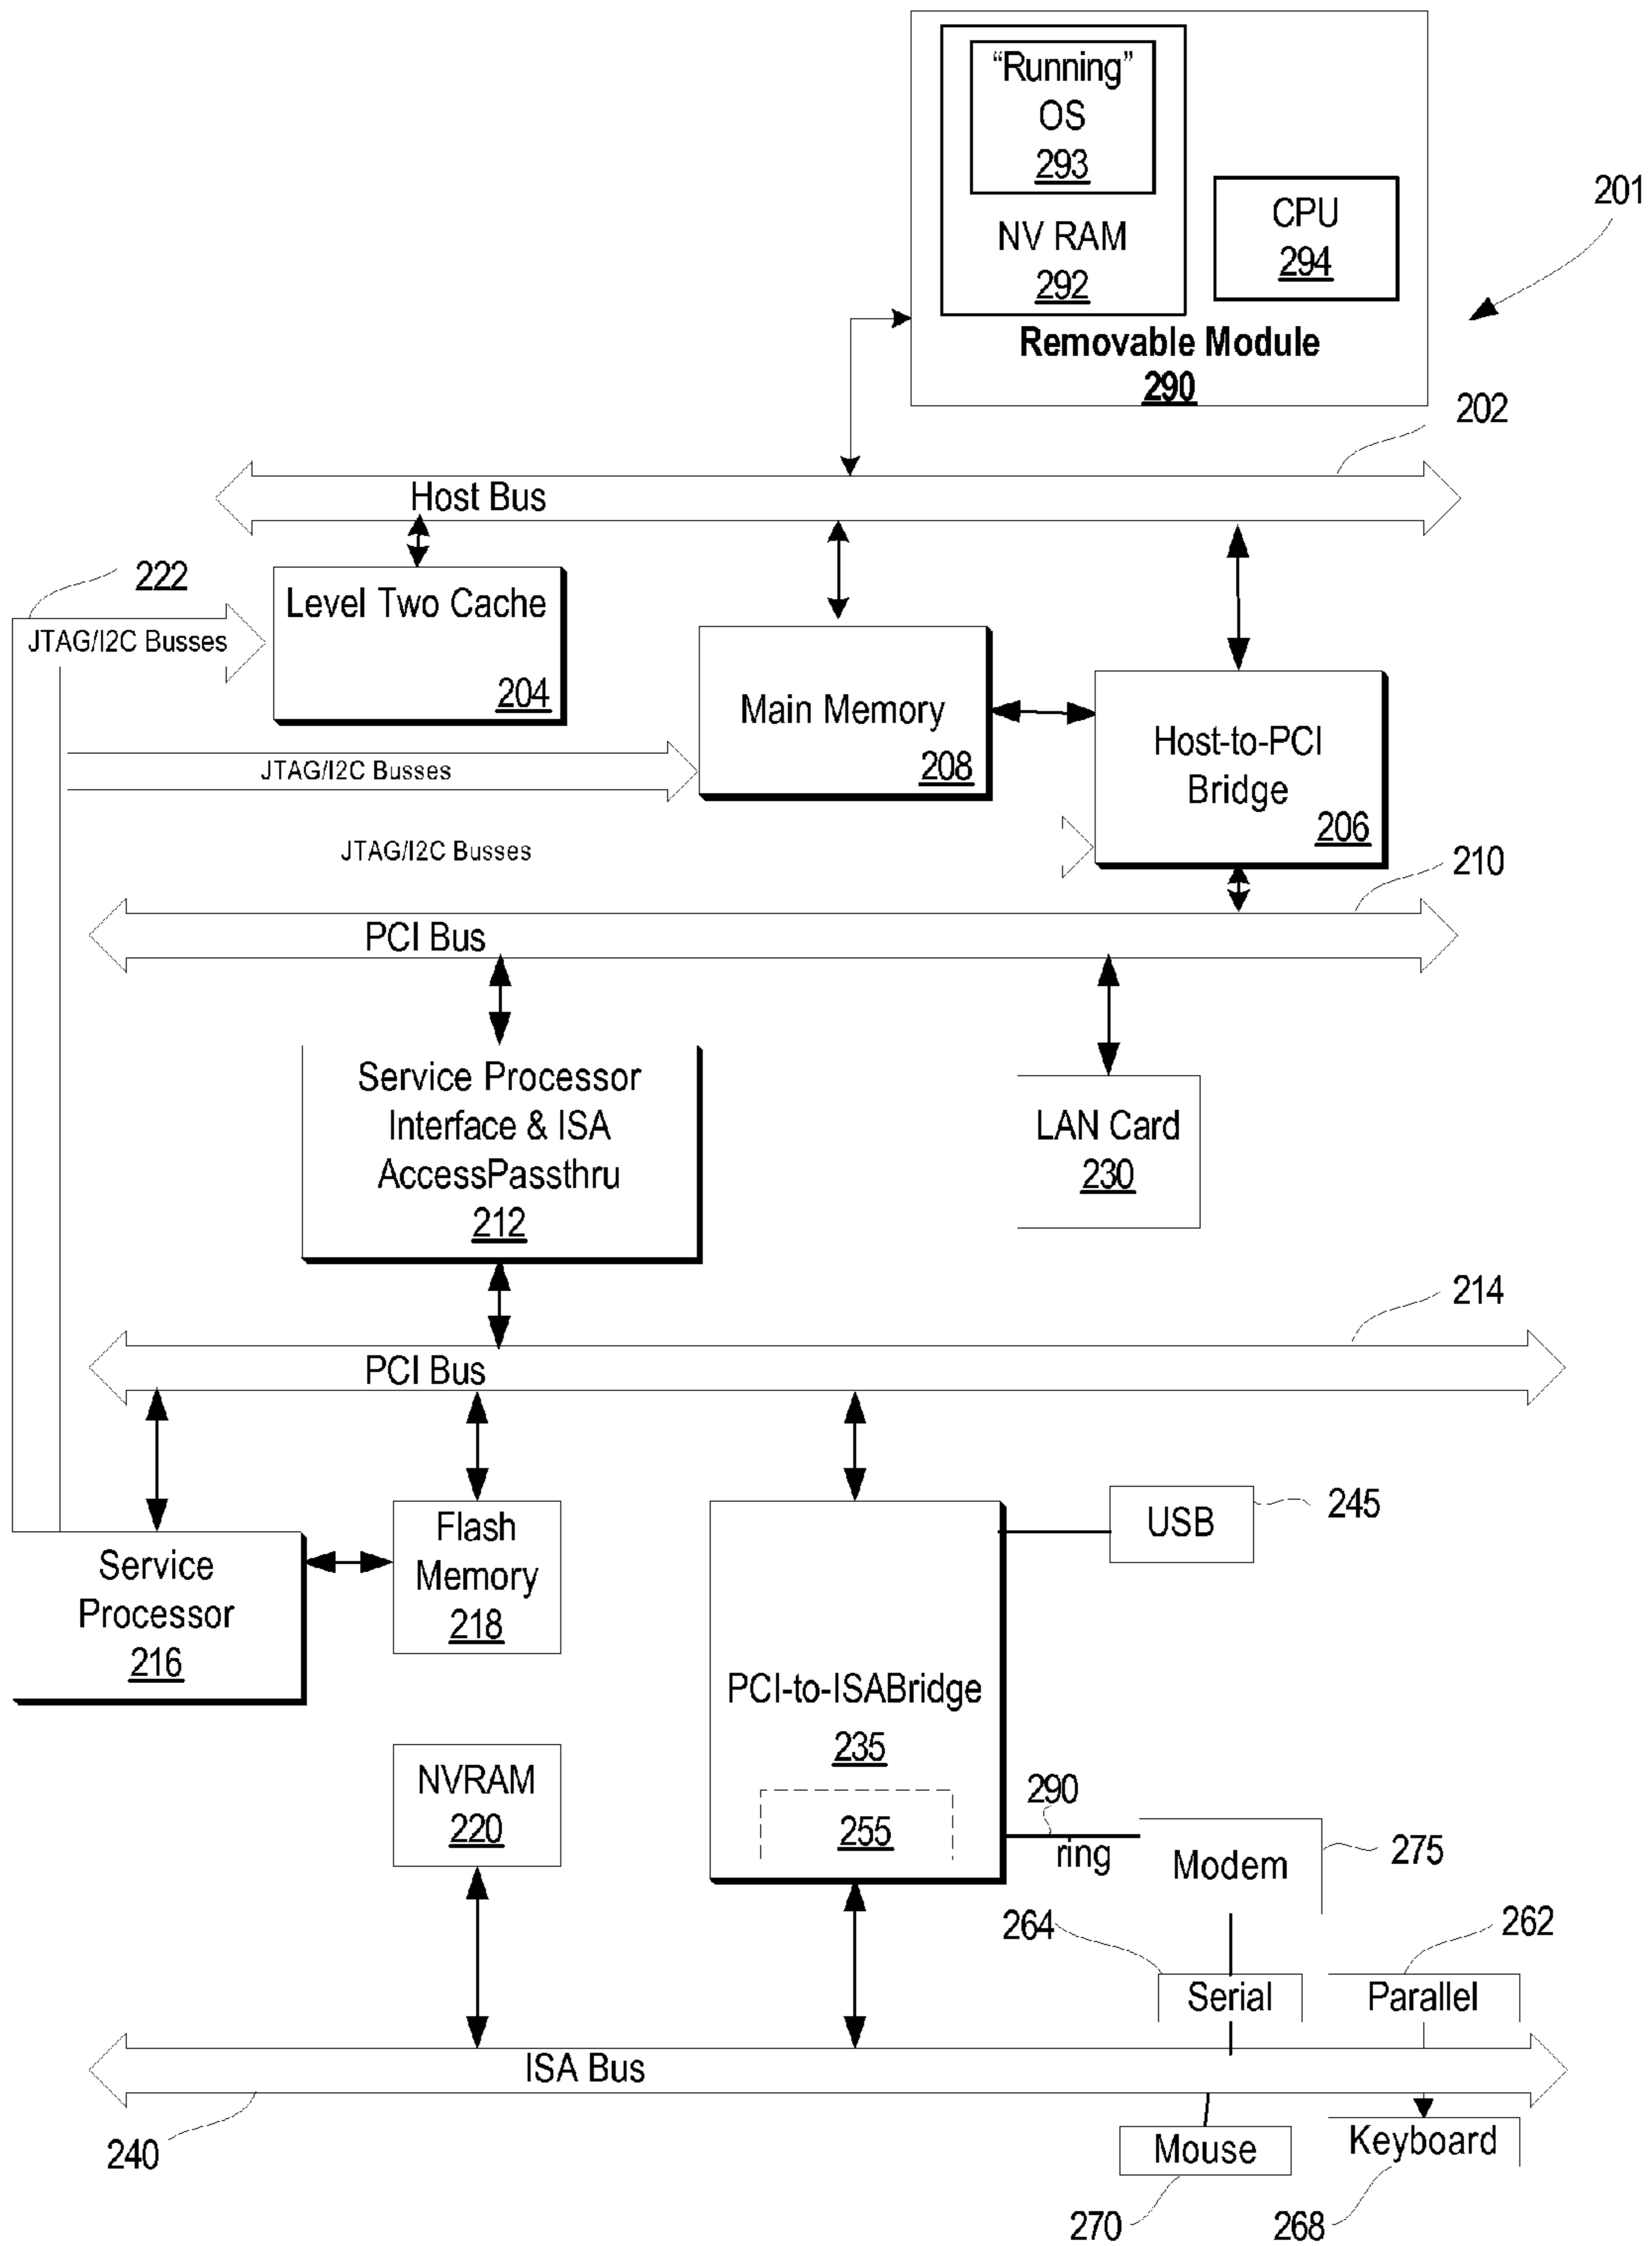 “Running”
OS
293
NV RAM
292
CPU
294
Removable Module
290
201
202
Host Bus
222
JTAG/I2C Busses
Level Two Cache
204
Main Memory
208
Host-to-PCI
Bridge
206
JTAG/I2C Busses
JTAG/I2C Busses
210
PCI Bus
Service Processor
Interface & ISA
AccessPassthru
212
LAN Card
230
214
PCI Bus
Service
Processor
216
Flash
Memory
218
USB
245
PCI-to-ISABridge
235
255
NVRAM
220
290
ring
Modem
275
264
262
Serial
Parallel
ISA Bus
240
Mouse
Keyboard
270
268